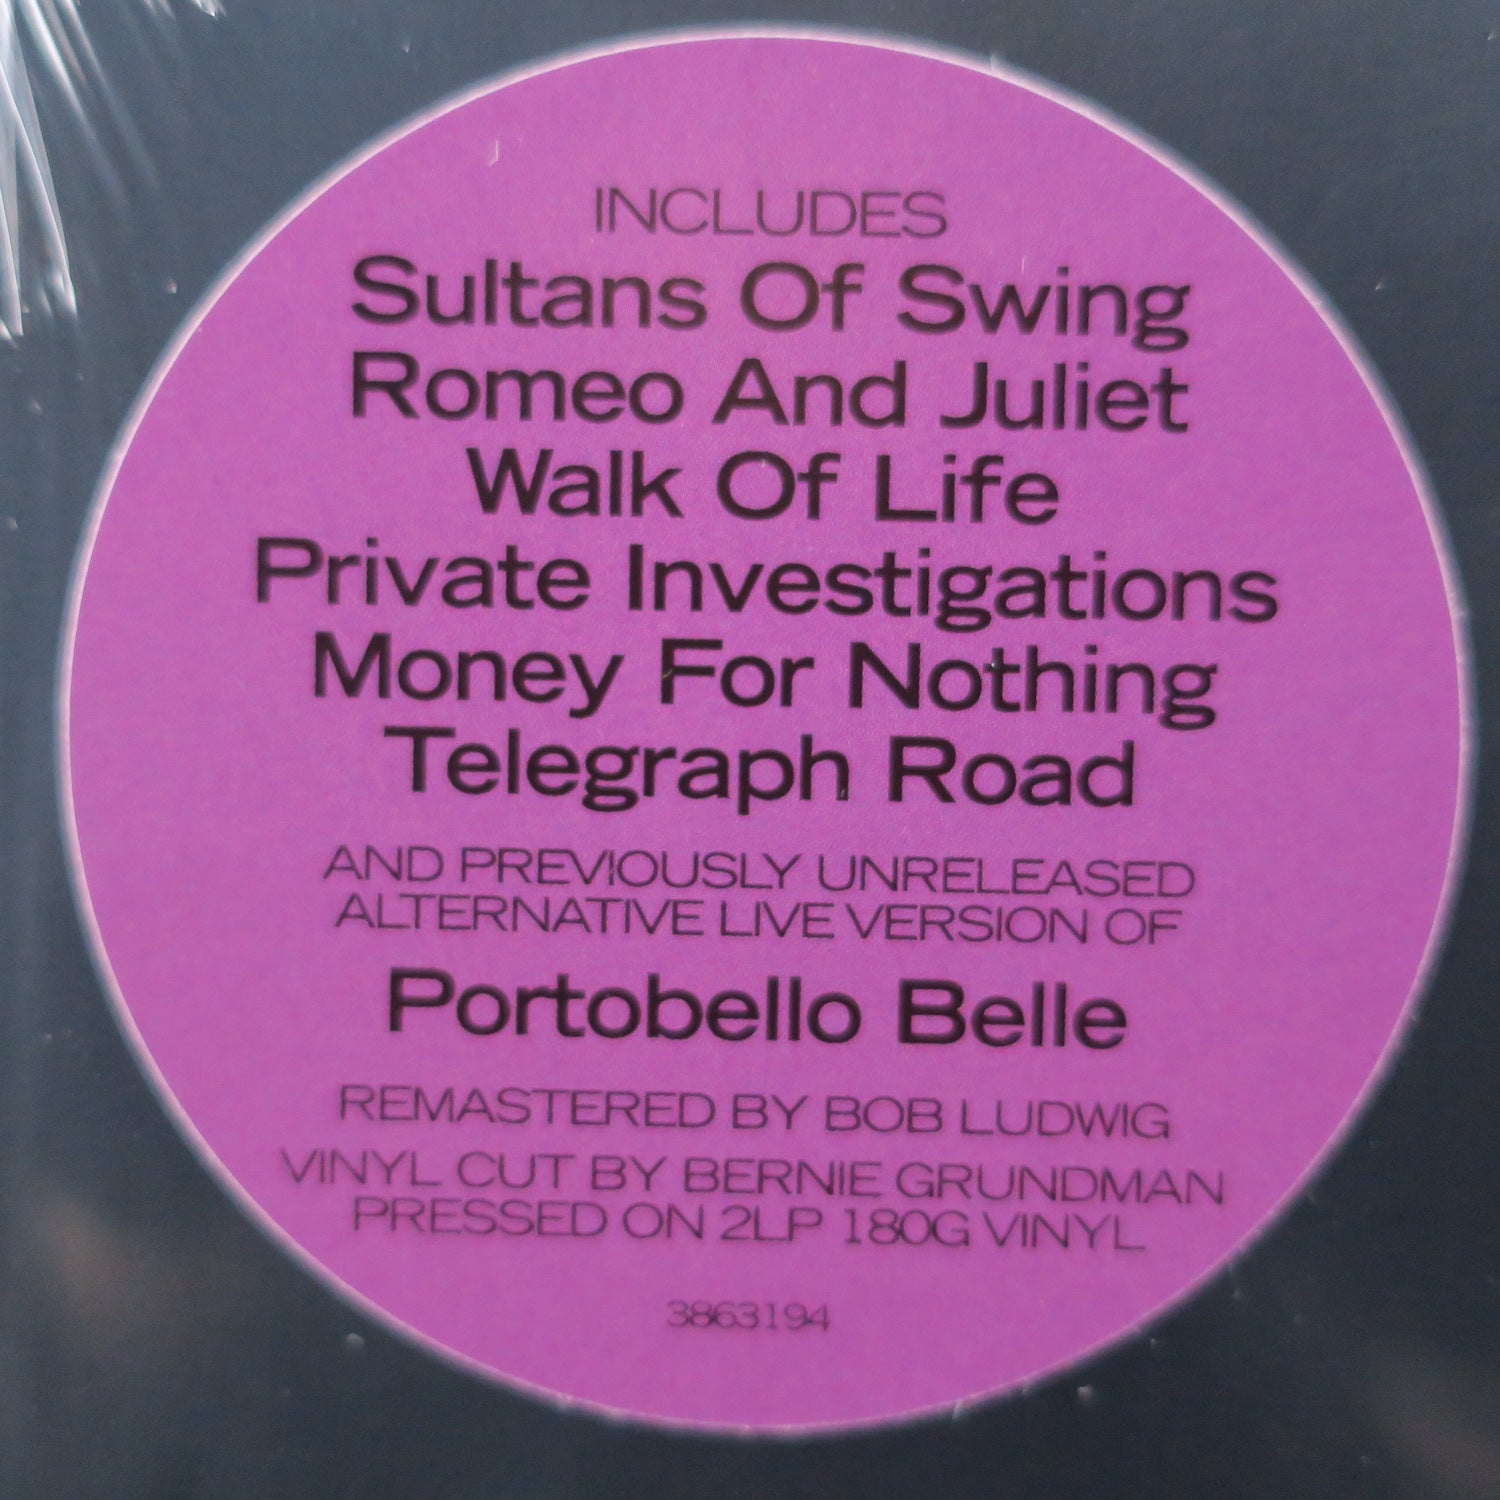 INCLUDES
Sultans Of Swing
Romeo And Juliet
Walk Of Life
Private Investigations
Money For Nothing
Telegraph Road
AND PREVIOUSLY UNRELEASED
ALTERNATIVE LIVE VERSION OF
Portobello Belle
REMASTERED BY BOB LUDWIG
VINYL CUT BY BERNIE GRUNDMAN
PRESSED ON 2LP 180G VINYL
3863194